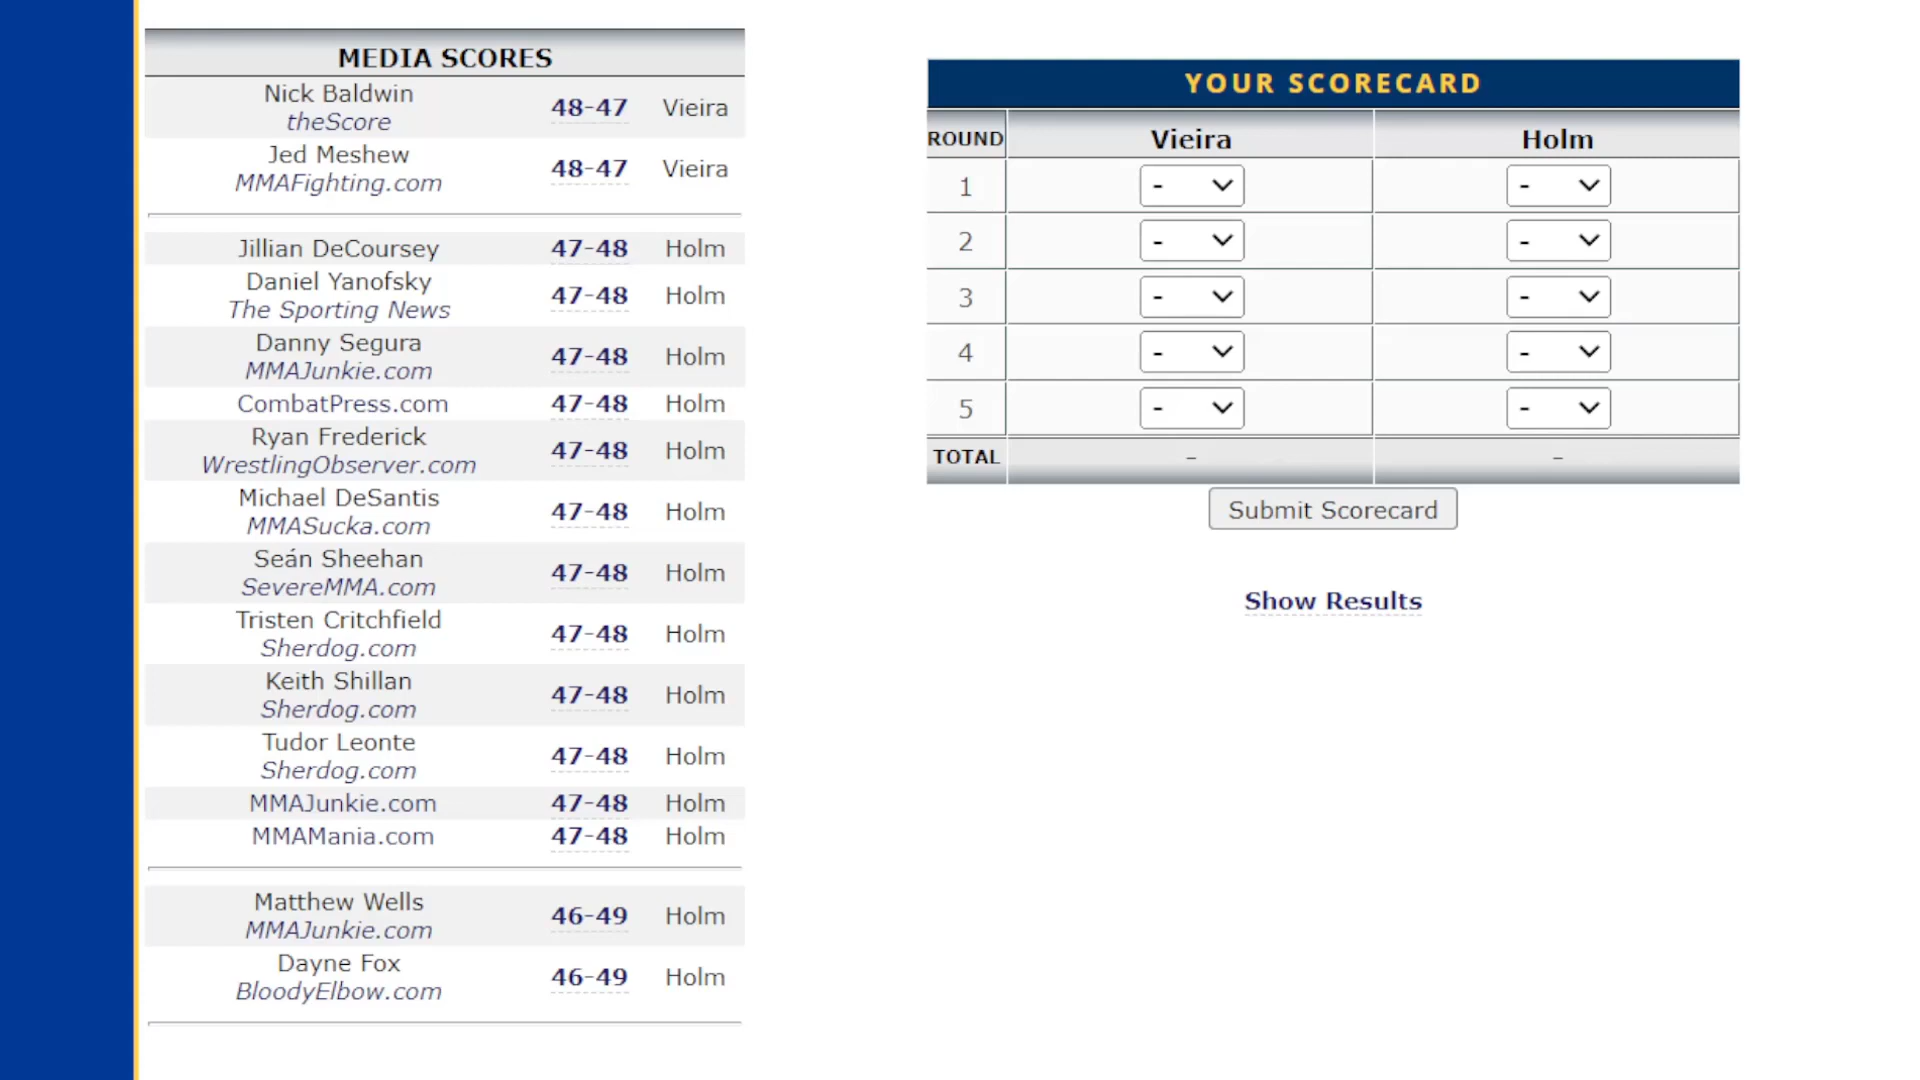 MEDIA SCORES
Nick Baldwin
theScore
48-47 Vieira
Jed Meshew
MMAFighting.com
48-47 Vieira
Jillian DeCoursey 47-48 Holm
Daniel Yanofsky
The Sporting News
47-48 Holm
Danny Segura
MMAJunkie.com
47-48 Holm
CombatPress.com 47-48 Holm
Ryan Frederick
WrestlingObserver.com
47-48 Holm
Michael DeSantis
MMASucka.com
47-48 Holm
Seán Sheehan
SevereMMA.com
47-48 Holm
Tristen Critchfield
Sherdog.com
47-48 Holm
Keith Shillan
Sherdog.com
47-48 Holm
Tudor Leonte
Sherdog.com
47-48 Holm
MMAJunkie.com 47-48 Holm
MMAMania.com 47-48 Holm
Matthew Wells
MMAJunkie.com
46-49 Holm
Dayne Fox
BloodyElbow.com
46-49 Holm
YOUR SCORECARD
ROUND Vieira Holm
1 - -
2 - -
3 - -
4 - -
5 - -
TOTAL - -
Submit Scorecard
Show Results